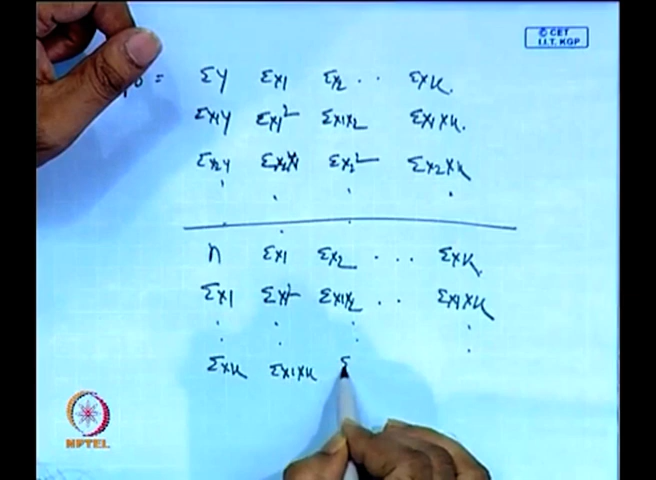 © CET
I.I.T. KGP
= Σy Σx1 Σx2 . . Σxk.
Σx1y Σx1² Σx1x2 Σx1xk.
Σx2y Σx2x1 Σx2² Σx2xk
n Σx1 Σx2 . . . Σxk
Σx1 Σx1² Σx1x2 . . Σx1xk
Σxk Σx1xk Σ
NPTEL